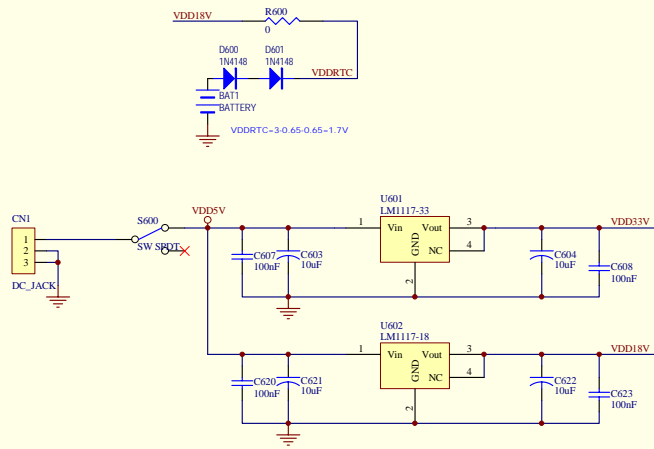 VDD18V
R600
0
D600
1N4148
D601
1N4148
VDDRTC
BAT1
BATTERY
VDDRTC=3-0.65-0.65=1.7V
CN1
1
2
3
DC_JACK
S600
SW SPDT
VDD5V
C607
100nF
C603
10uF
U601
LM1117-33
1
Vin
Vout
3
GND
NC
4
2
C604
10uF
C608
100nF
VDD33V
C620
100nF
C621
10uF
U602
LM1117-18
1
Vin
Vout
3
GND
NC
4
2
C622
10uF
C623
100nF
VDD18V